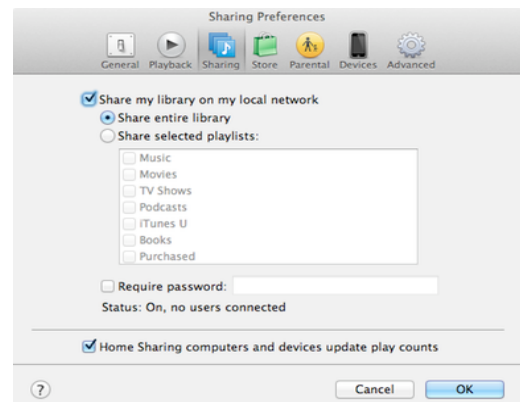 Sharing Preferences
General Playback Sharing Store Parental Devices Advanced
Share my library on my local network
Share entire library
Share selected playlists:
Music
Movies
TV Shows
Podcasts
iTunes U
Books
Purchased
Require password:
Status: On, no users connected
Home Sharing computers and devices update play counts
? Cancel OK